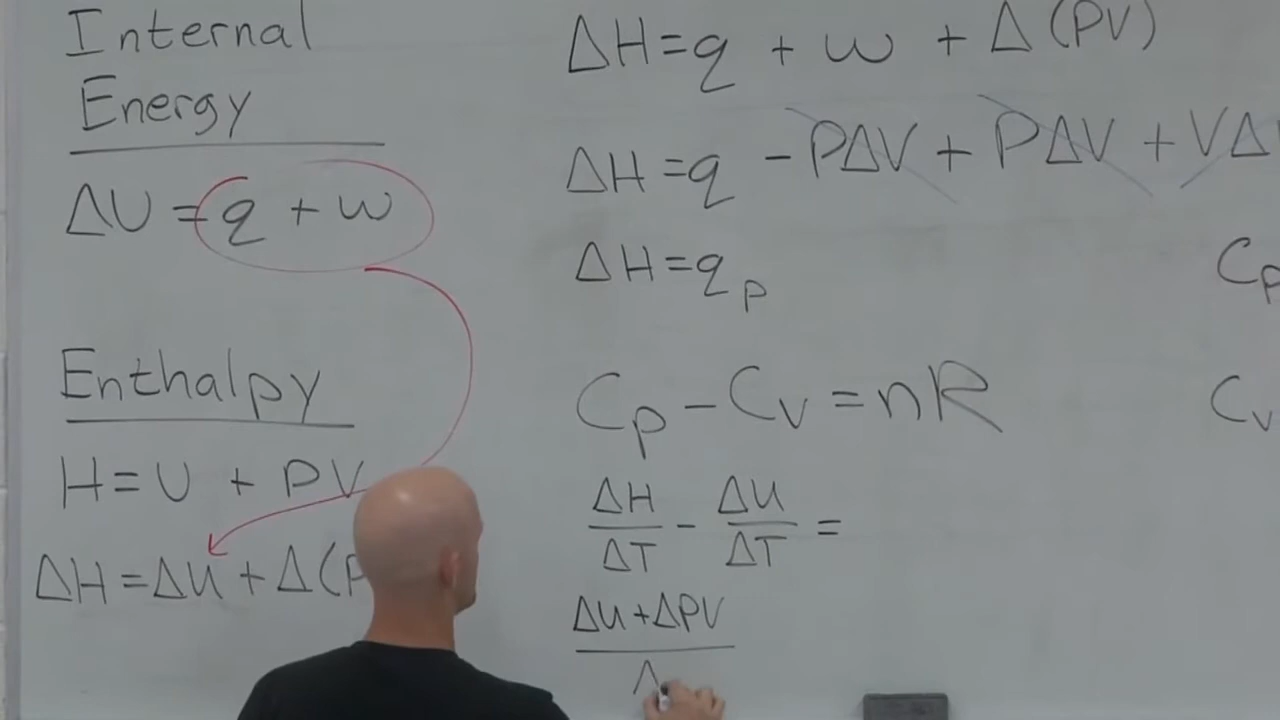 Internal
Energy
ΔU = q + w
Enthalpy
H = U + PV
ΔH = ΔU + Δ(P
ΔH = q + w + Δ(PV)
ΔH = q - PΔV + PΔV + VΔ
ΔH = qₚ
Cₚ - Cᵥ = nR
ΔH/ΔT - ΔU/ΔT =
ΔU + ΔPV
Δ
Cₚ
Cᵥ